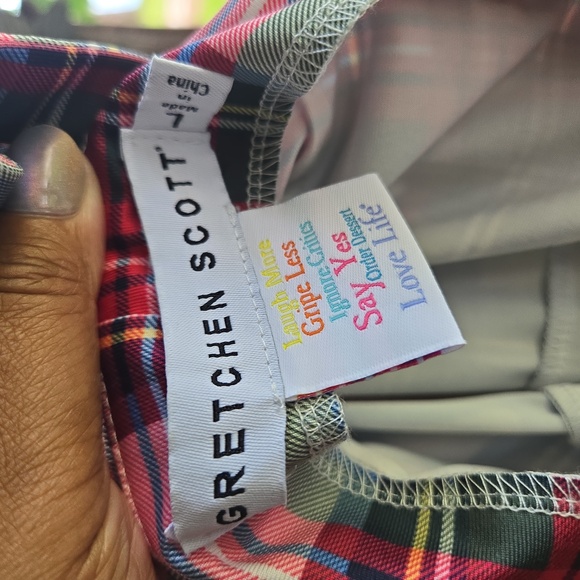 GRETCHEN SCOTT
L
Made
in
China
Laugh More
Gripe Less
Ignore Critics
Say Yes
Order Dessert
Love Life.